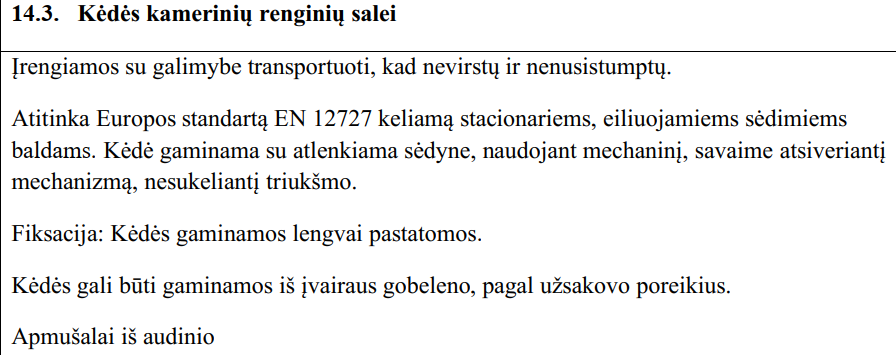 14.3. Kėdės kamerinių renginių salei
Įrengiamos su galimybe transportuoti, kad nevirstų ir nenusistumptų.
Atitinka Europos standartą EN 12727 keliamą stacionariems, eiliuojamiems sėdimiems
baldams. Kėdė gaminama su atlenkiama sėdyne, naudojant mechaninį, savaime atsiveriantį
mechanizmą, nesukeliantį triukšmo.
Fiksacija: Kėdės gaminamos lengvai pastatomos.
Kėdės gali būti gaminamos iš įvairaus gobeleno, pagal užsakovo poreikius.
Apmušalai iš audinio